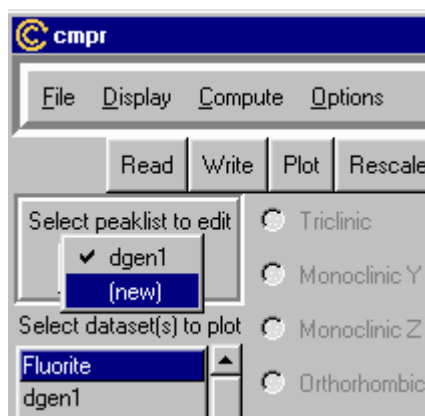 cmpr
File Display Compute Options
Read Write Plot Rescale
Select peaklist to edit
dgen1
(new)
Select dataset(s) to plot
Fluorite
dgen1
Triclinic
Monoclinic Y
Monoclinic Z
Orthorhombic